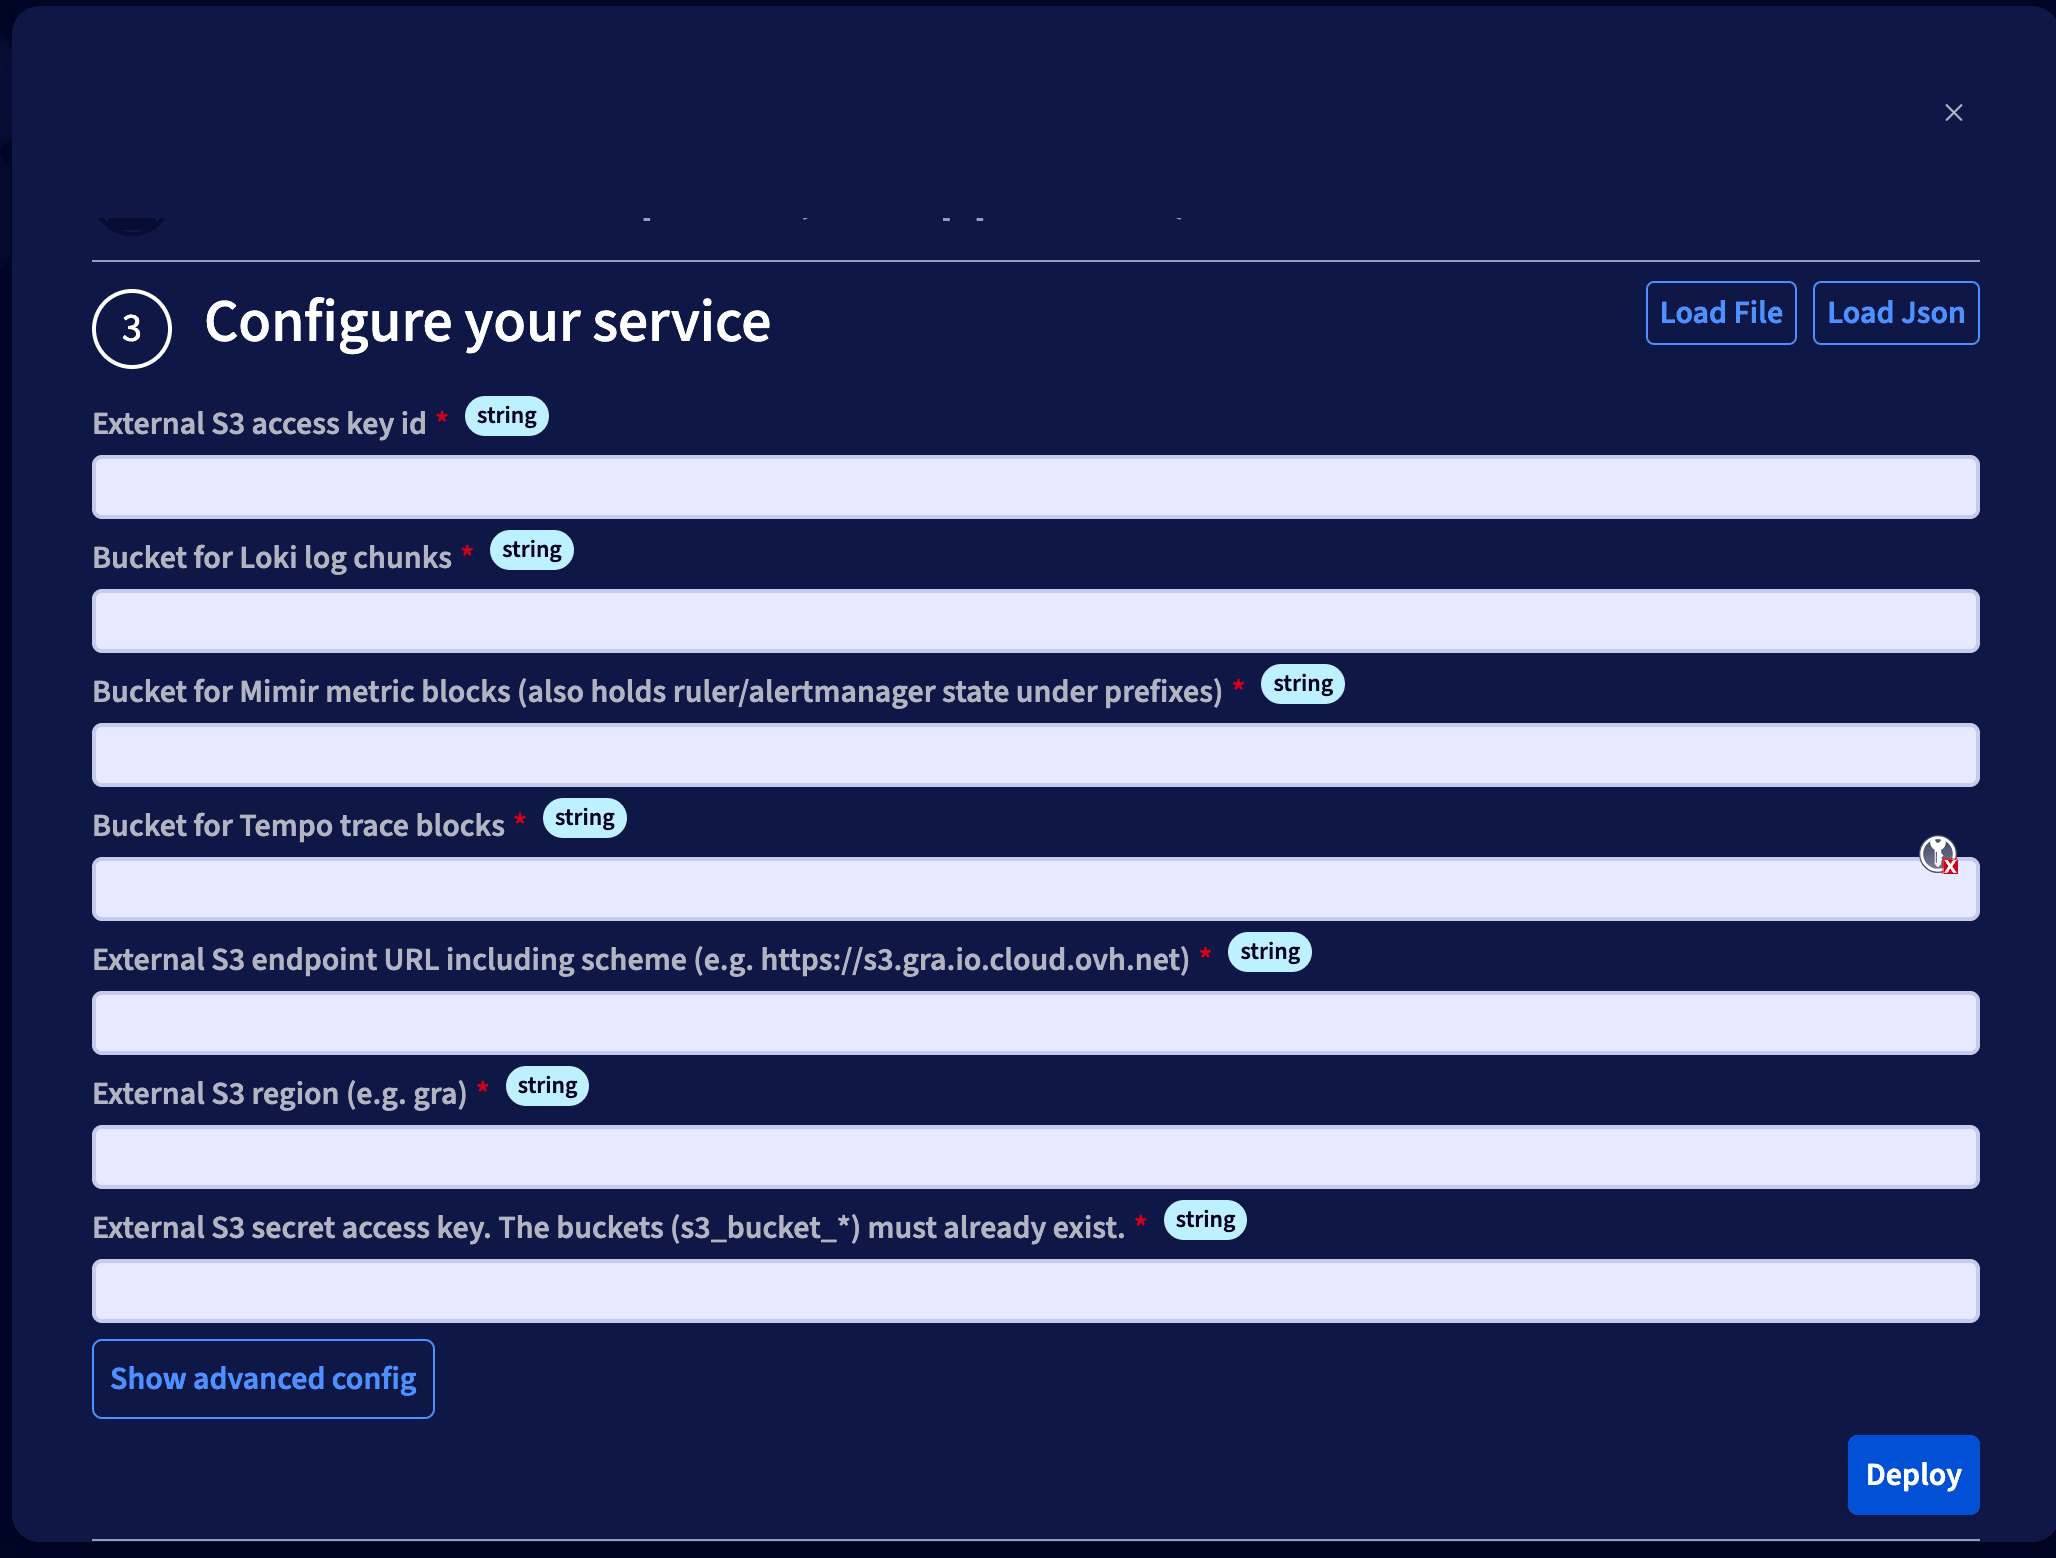 3 Configure your service Load File Load Json
External S3 access key id * string
Bucket for Loki log chunks * string
Bucket for Mimir metric blocks (also holds ruler/alertmanager state under prefixes) * string
Bucket for Tempo trace blocks * string
External S3 endpoint URL including scheme (e.g. https://s3.gra.io.cloud.ovh.net) * string
External S3 region (e.g. gra) * string
External S3 secret access key. The buckets (s3_bucket_*) must already exist. * string
Show advanced config
Deploy